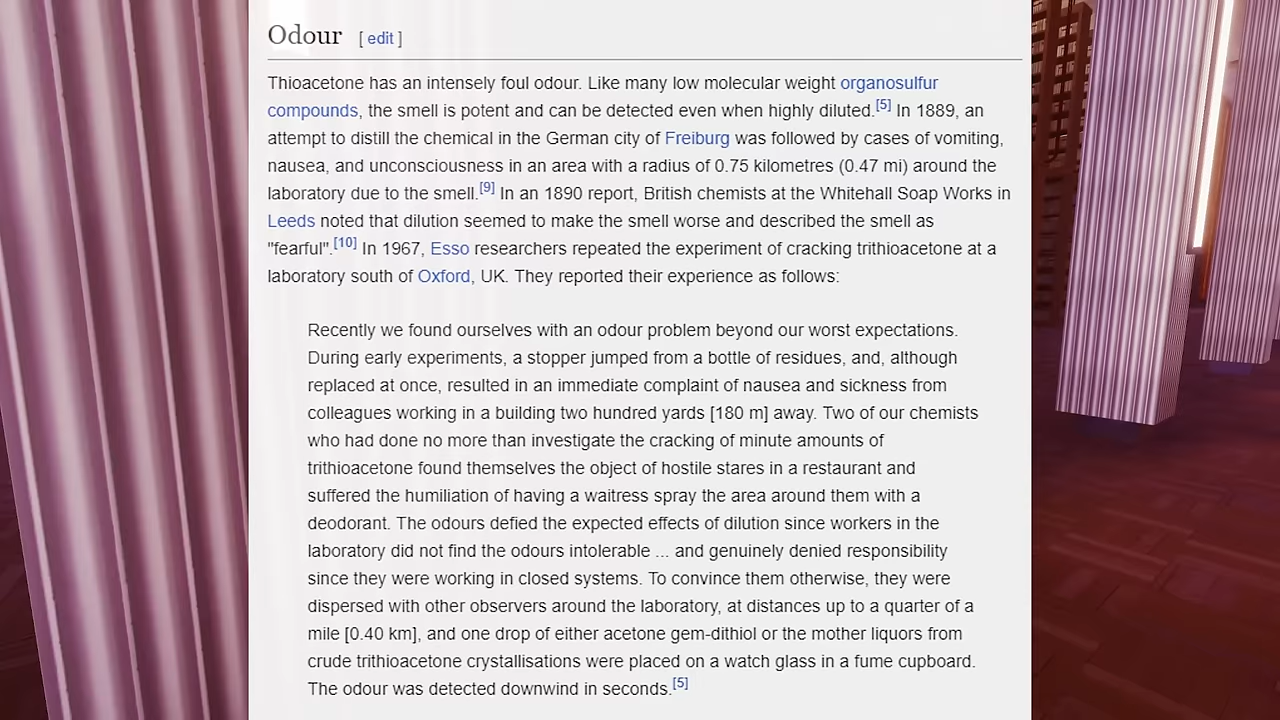 Odour [ edit ]
Thioacetone has an intensely foul odour. Like many low molecular weight organosulfur
compounds, the smell is potent and can be detected even when highly diluted.[5] In 1889, an
attempt to distill the chemical in the German city of Freiburg was followed by cases of vomiting,
nausea, and unconsciousness in an area with a radius of 0.75 kilometres (0.47 mi) around the
laboratory due to the smell.[9] In an 1890 report, British chemists at the Whitehall Soap Works in
Leeds noted that dilution seemed to make the smell worse and described the smell as
"fearful".[10] In 1967, Esso researchers repeated the experiment of cracking trithioacetone at a
laboratory south of Oxford, UK. They reported their experience as follows:
Recently we found ourselves with an odour problem beyond our worst expectations.
During early experiments, a stopper jumped from a bottle of residues, and, although
replaced at once, resulted in an immediate complaint of nausea and sickness from
colleagues working in a building two hundred yards [180 m] away. Two of our chemists
who had done no more than investigate the cracking of minute amounts of
trithioacetone found themselves the object of hostile stares in a restaurant and
suffered the humiliation of having a waitress spray the area around them with a
deodorant. The odours defied the expected effects of dilution since workers in the
laboratory did not find the odours intolerable ... and genuinely denied responsibility
since they were working in closed systems. To convince them otherwise, they were
dispersed with other observers around the laboratory, at distances up to a quarter of a
mile [0.40 km], and one drop of either acetone gem-dithiol or the mother liquors from
crude trithioacetone crystallisations were placed on a watch glass in a fume cupboard.
The odour was detected downwind in seconds.[5]